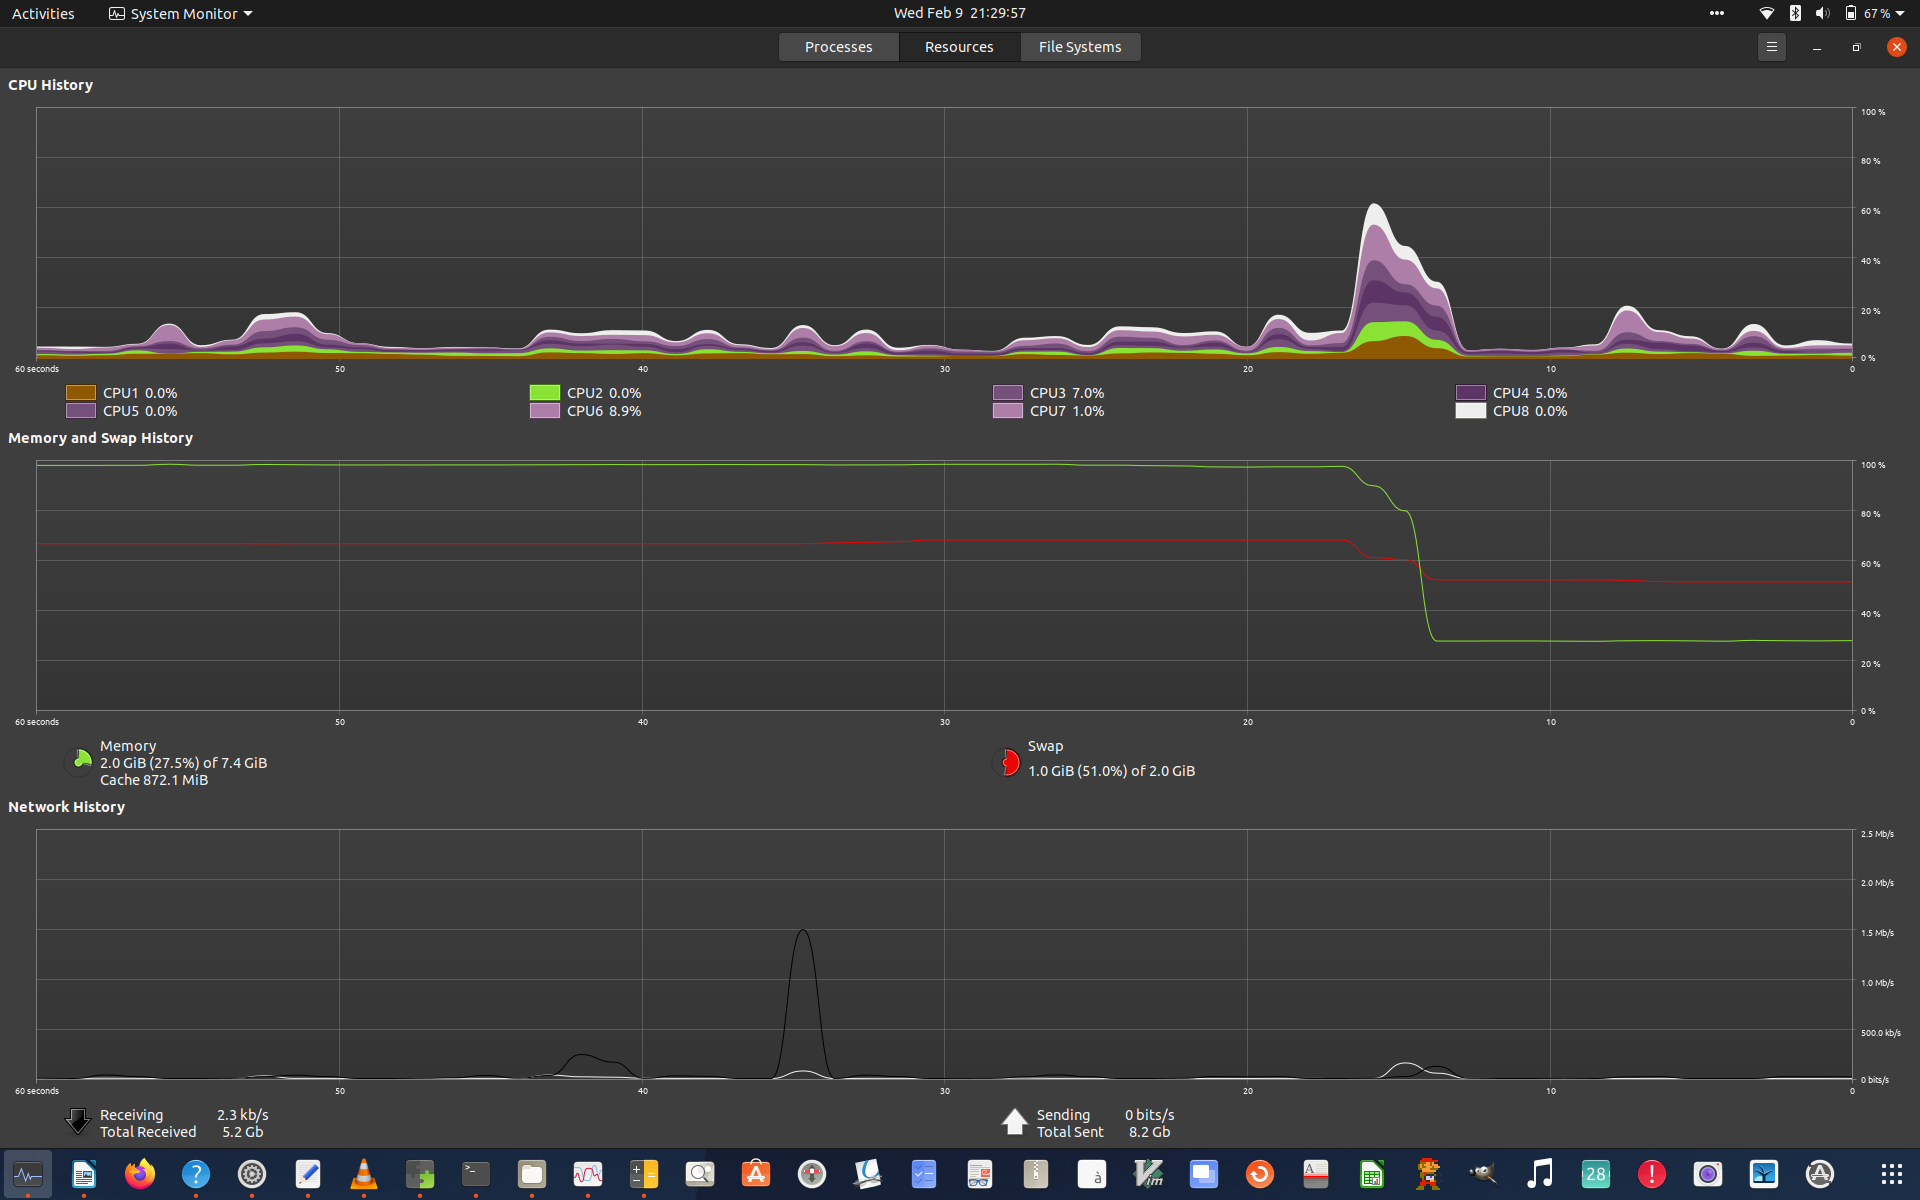 Activities
System Monitor
Wed Feb 9 21:29:57
67 %
Processes
Resources
File Systems
CPU History
100 %
80 %
60 %
40 %
20 %
0 %
60 seconds
50
40
30
20
10
0
CPU1 0.0%
CPU2 0.0%
CPU3 7.0%
CPU4 5.0%
CPU5 0.0%
CPU6 8.9%
CPU7 1.0%
CPU8 0.0%
Memory and Swap History
100 %
80 %
60 %
40 %
20 %
0 %
60 seconds
50
40
30
20
10
0
Memory
2.0 GiB (27.5%) of 7.4 GiB
Cache 872.1 MiB
Swap
1.0 GiB (51.0%) of 2.0 GiB
Network History
2.5 Mb/s
2.0 Mb/s
1.5 Mb/s
1.0 Mb/s
500.0 kb/s
0 bits/s
60 seconds
50
40
30
20
10
0
Receiving 2.3 kb/s
Total Received 5.2 Gb
Sending 0 bits/s
Total Sent 8.2 Gb
?
>_
à
Vim
A
28
!